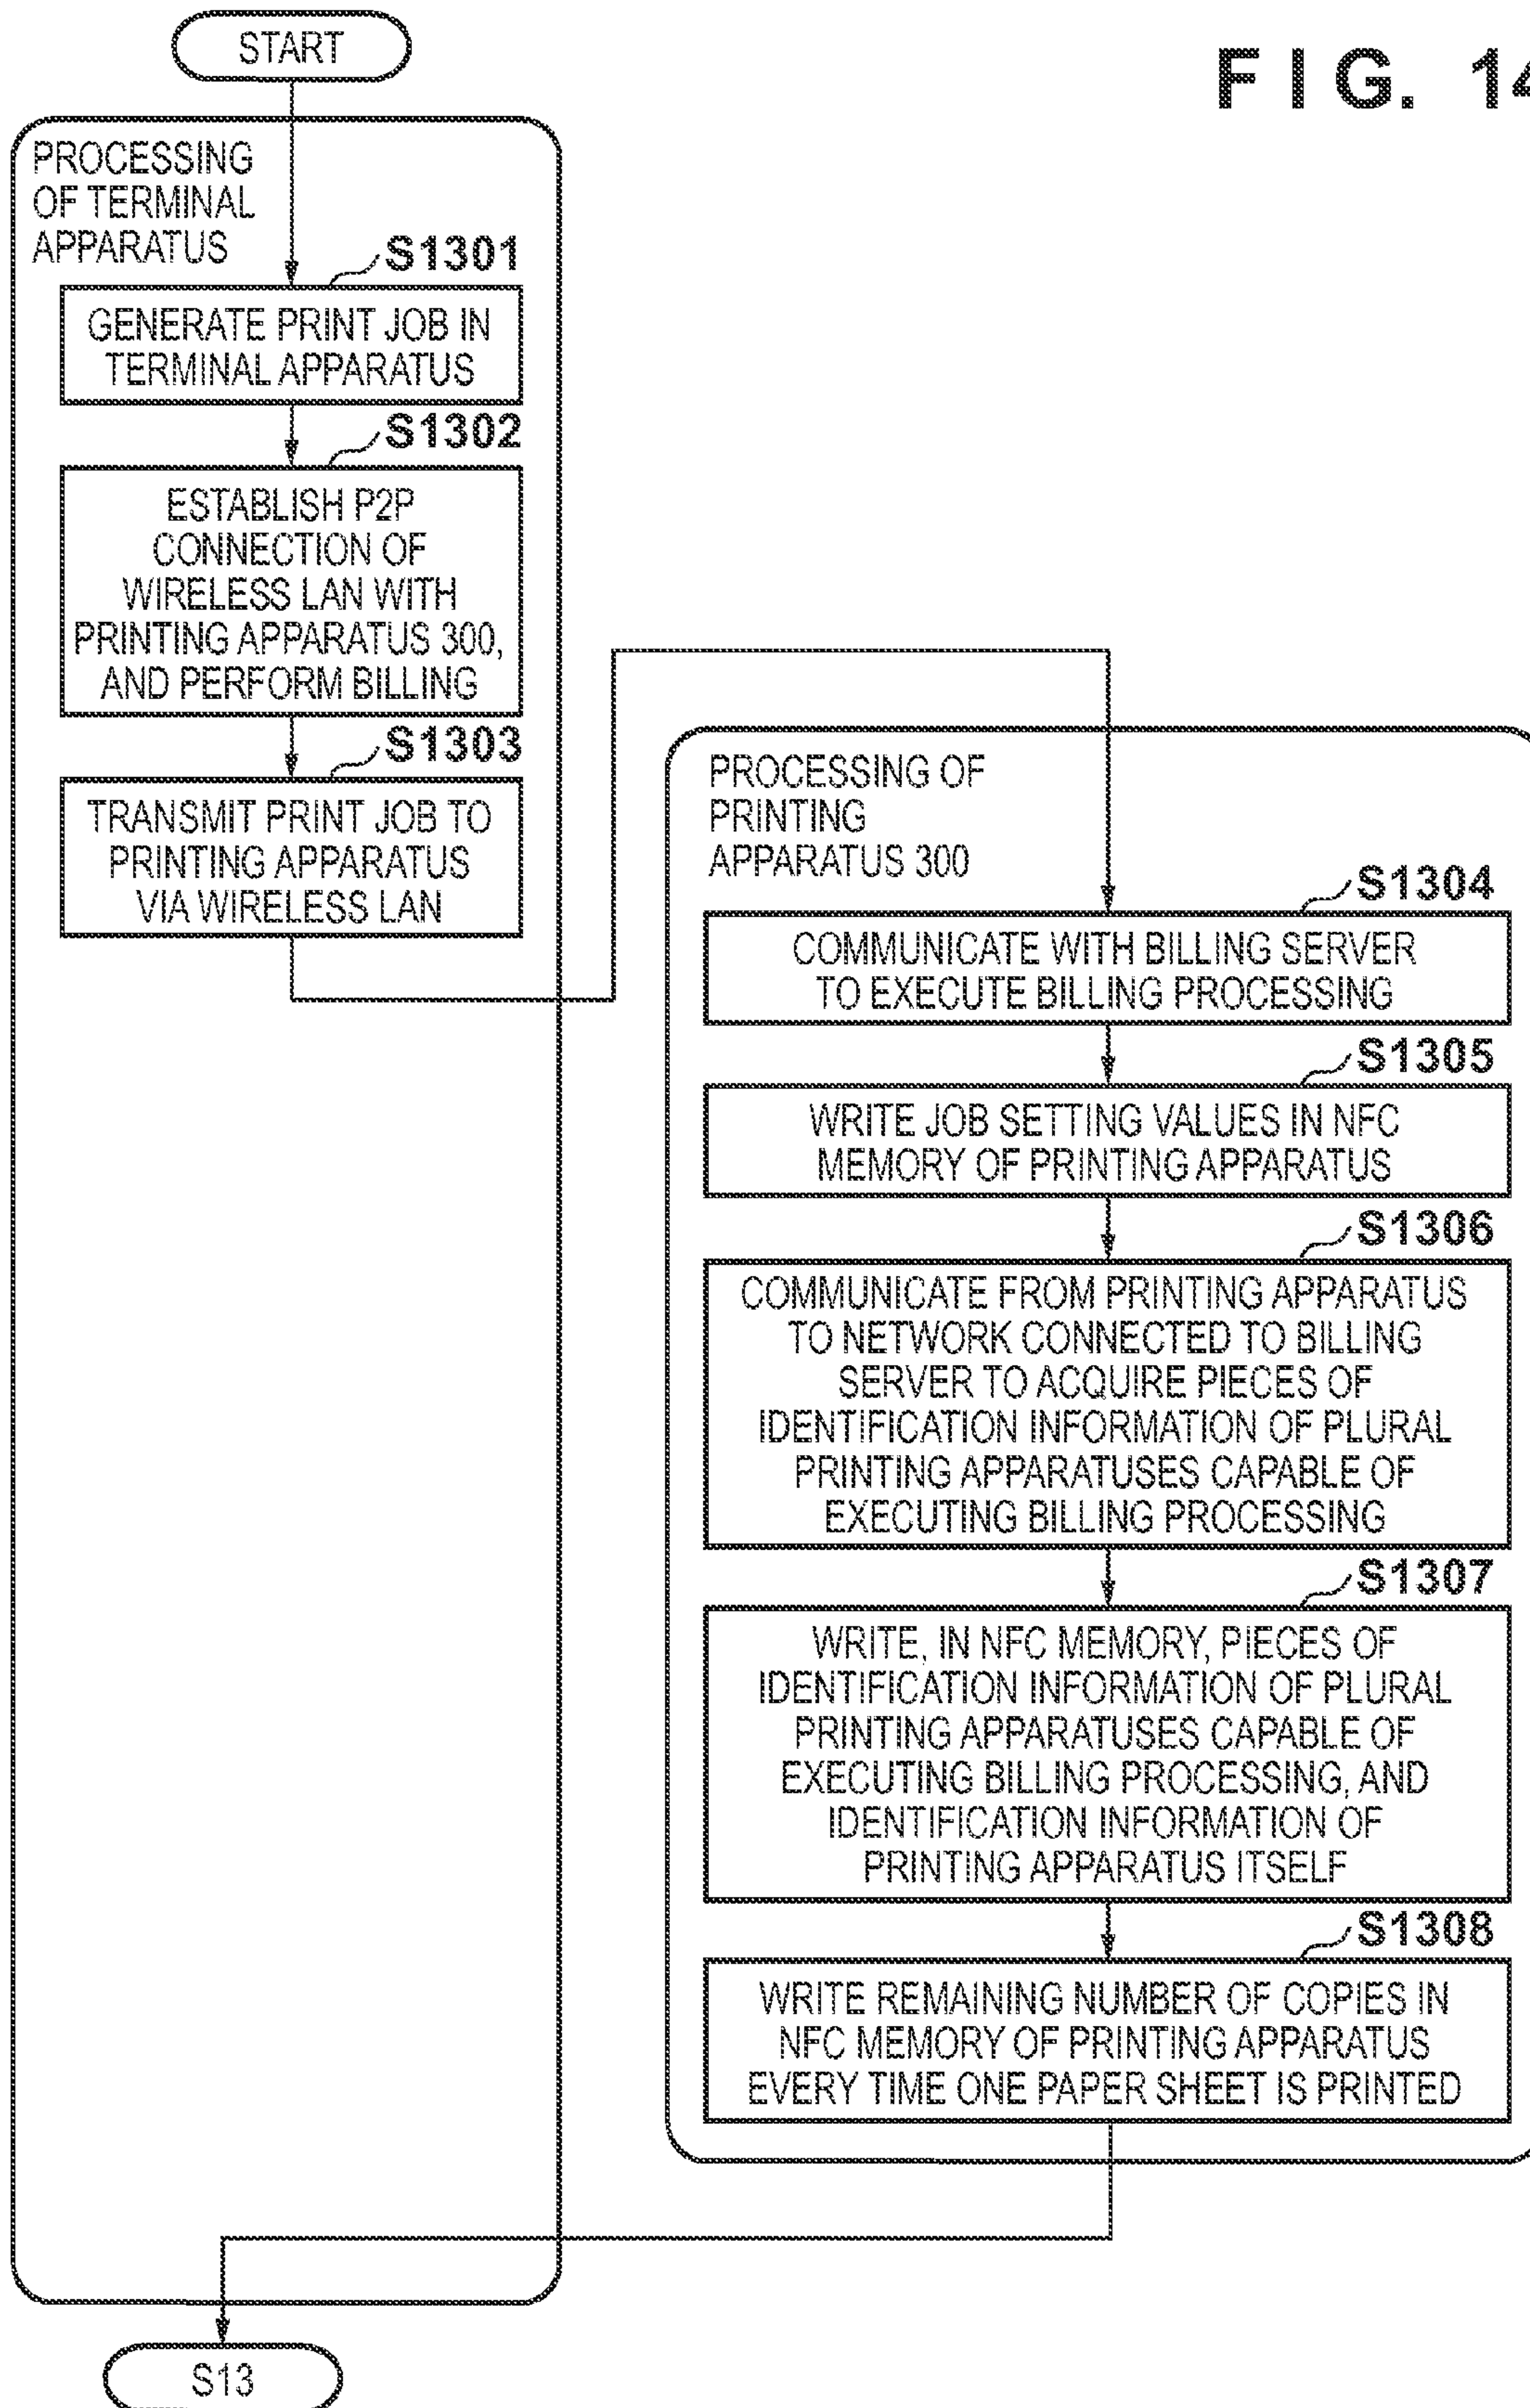 START
FIG. 14
PROCESSING
OF TERMINAL
APPARATUS
S1301
GENERATE PRINT JOB IN
TERMINAL APPARATUS
S1302
ESTABLISH P2P
CONNECTION OF
WIRELESS LAN WITH
PRINTING APPARATUS 300,
AND PERFORM BILLING
S1303
TRANSMIT PRINT JOB TO
PRINTING APPARATUS
VIA WIRELESS LAN
PROCESSING OF
PRINTING
APPARATUS 300
S1304
COMMUNICATE WITH BILLING SERVER
TO EXECUTE BILLING PROCESSING
S1305
WRITE JOB SETTING VALUES IN NFC
MEMORY OF PRINTING APPARATUS
S1306
COMMUNICATE FROM PRINTING APPARATUS
TO NETWORK CONNECTED TO BILLING
SERVER TO ACQUIRE PIECES OF
IDENTIFICATION INFORMATION OF PLURAL
PRINTING APPARATUSES CAPABLE OF
EXECUTING BILLING PROCESSING
S1307
WRITE, IN NFC MEMORY, PIECES OF
IDENTIFICATION INFORMATION OF PLURAL
PRINTING APPARATUSES CAPABLE OF
EXECUTING BILLING PROCESSING, AND
IDENTIFICATION INFORMATION OF
PRINTING APPARATUS ITSELF
S1308
WRITE REMAINING NUMBER OF COPIES IN
NFC MEMORY OF PRINTING APPARATUS
EVERY TIME ONE PAPER SHEET IS PRINTED
S13